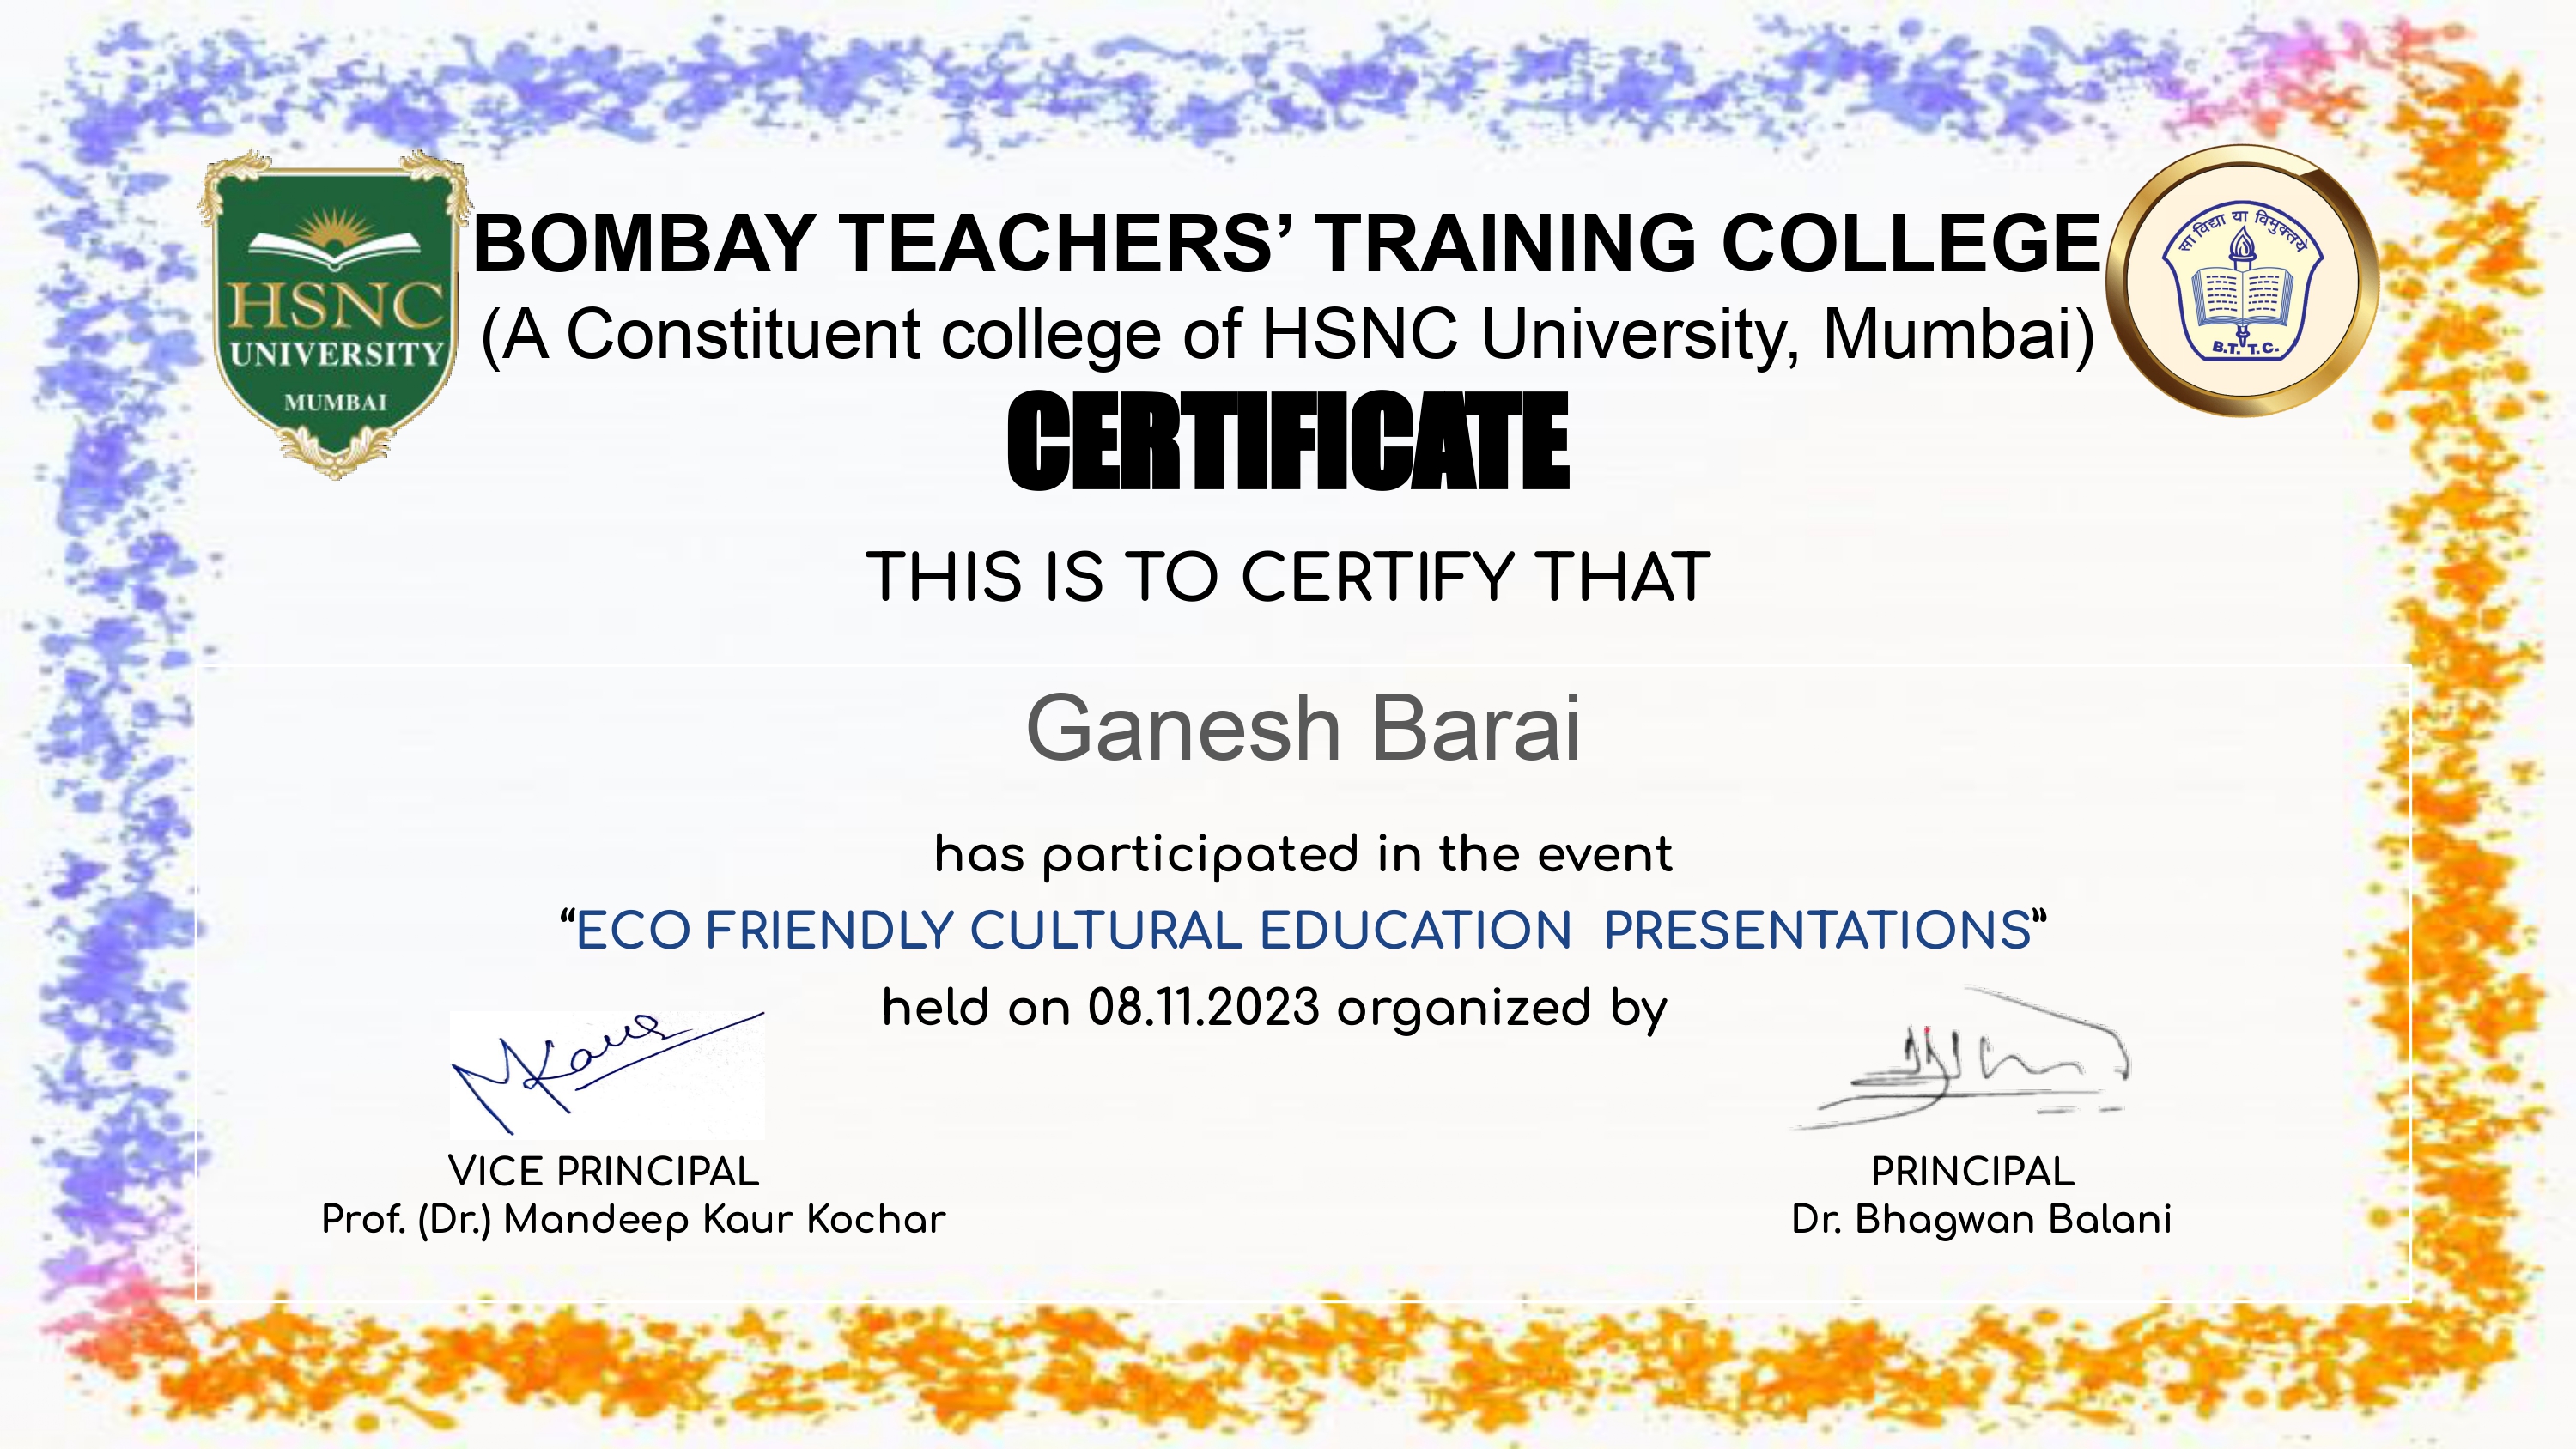 HSNC
UNIVERSITY
MUMBAI
BOMBAY TEACHERS’ TRAINING COLLEGE
(A Constituent college of HSNC University, Mumbai)
सा विद्या या विमुक्तये
B.T.T.C.
CERTIFICATE
THIS IS TO CERTIFY THAT
Ganesh Barai
has participated in the event
“ECO FRIENDLY CULTURAL EDUCATION  PRESENTATIONS”
held on 08.11.2023 organized by
MKaur
VICE PRINCIPAL
Prof. (Dr.) Mandeep Kaur Kochar
PRINCIPAL
Dr. Bhagwan Balani